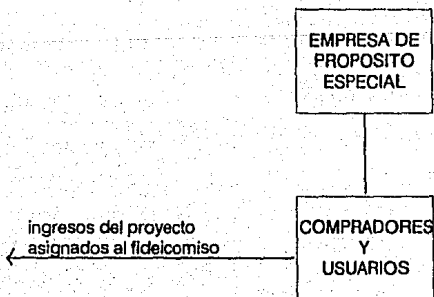 EMPRESA DE
PROPOSITO
ESPECIAL
ingresos del proyecto
asignados al fideicomiso
COMPRADORES
Y
USUARIOS